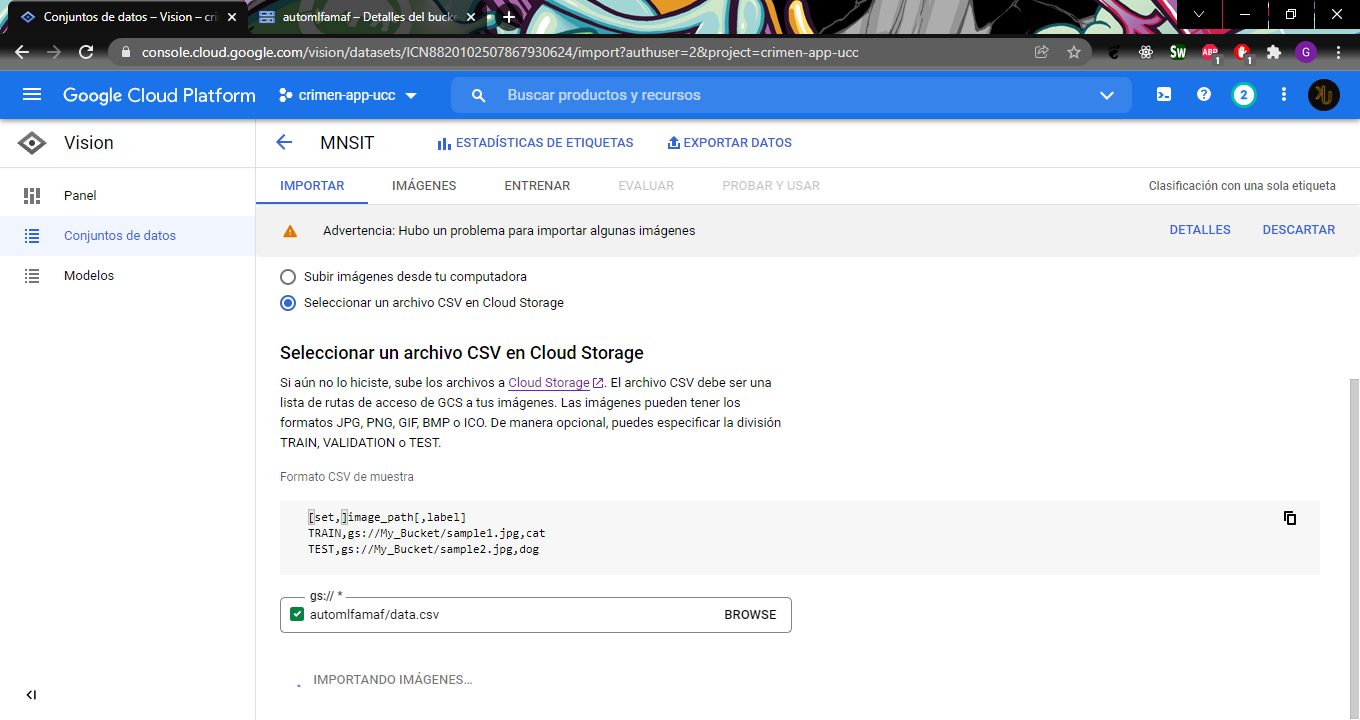 Conjuntos de datos – Vision – cri
automlfamaf – Detalles del bucke
console.cloud.google.com/vision/datasets/ICN8820102507867930624/import?authuser=2&project=crimen-app-ucc
SW
ABP
1
1
G
Google Cloud Platform
crimen-app-ucc
Buscar productos y recursos
2
Vision
MNSIT
ESTADÍSTICAS DE ETIQUETAS
EXPORTAR DATOS
Panel
Conjuntos de datos
Modelos
IMPORTAR
IMÁGENES
ENTRENAR
EVALUAR
PROBAR Y USAR
Clasificación con una sola etiqueta
Advertencia: Hubo un problema para importar algunas imágenes
DETALLES
DESCARTAR
Subir imágenes desde tu computadora
Seleccionar un archivo CSV en Cloud Storage
Seleccionar un archivo CSV en Cloud Storage
Si aún no lo hiciste, sube los archivos a Cloud Storage. El archivo CSV debe ser una
lista de rutas de acceso de GCS a tus imágenes. Las imágenes pueden tener los
formatos JPG, PNG, GIF, BMP o ICO. De manera opcional, puedes especificar la división
TRAIN, VALIDATION o TEST.
Formato CSV de muestra
[set,]image_path[,label]
TRAIN,gs://My_Bucket/sample1.jpg,cat
TEST,gs://My_Bucket/sample2.jpg,dog
gs:// *
automlfamaf/data.csv
BROWSE
IMPORTANDO IMÁGENES...